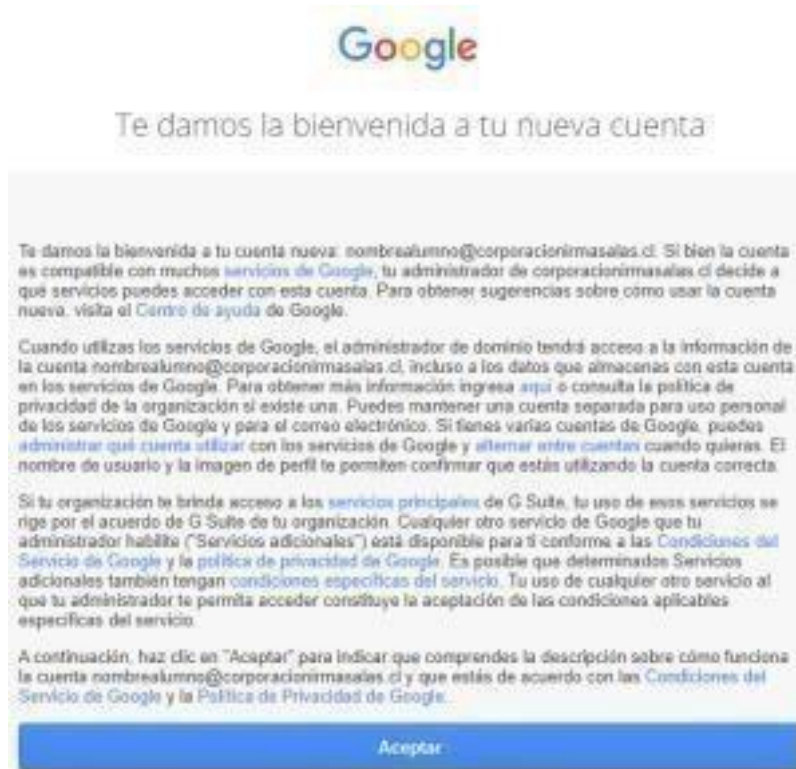 Google
Te damos la bienvenida a tu nueva cuenta
Te damos la bienvenida a tu cuenta nueva: nombrealumno@corporacionirmasalas.cl. Si bien la cuenta
es compatible con muchos servicios de Google, tu administrador de corporacionirmasalas.cl decide a
qué servicios puedes acceder con esta cuenta. Para obtener sugerencias sobre cómo usar la cuenta
nueva, visita el Centro de ayuda de Google.
Cuando utilizas los servicios de Google, el administrador de dominio tendrá acceso a la información de
la cuenta nombrealumno@corporacionirmasalas.cl, incluso a los datos que almacenas con esta cuenta
en los servicios de Google. Para obtener más información ingresa aquí o consulta la política de
privacidad de la organización si existe una. Puedes mantener una cuenta separada para uso personal
de los servicios de Google y para el correo electrónico. Si tienes varias cuentas de Google, puedes
administrar qué cuenta utilizar con los servicios de Google y alternar entre cuentas cuando quieras. El
nombre de usuario y la imagen de perfil te permiten confirmar que estás utilizando la cuenta correcta.
Si tu organización te brinda acceso a los servicios principales de G Suite, tu uso de esos servicios se
rige por el acuerdo de G Suite de tu organización. Cualquier otro servicio de Google que tu
administrador habilite ("Servicios adicionales") está disponible para ti conforme a las Condiciones del
Servicio de Google y la política de privacidad de Google. Es posible que determinados Servicios
adicionales también tengan condiciones específicas del servicio. Tu uso de cualquier otro servicio al
que tu administrador te permita acceder constituye la aceptación de las condiciones aplicables
específicas del servicio.
A continuación, haz clic en "Aceptar" para indicar que comprendes la descripción sobre cómo funciona
la cuenta nombrealumno@corporacionirmasalas.cl y que estás de acuerdo con las Condiciones del
Servicio de Google y la Política de Privacidad de Google.
Aceptar